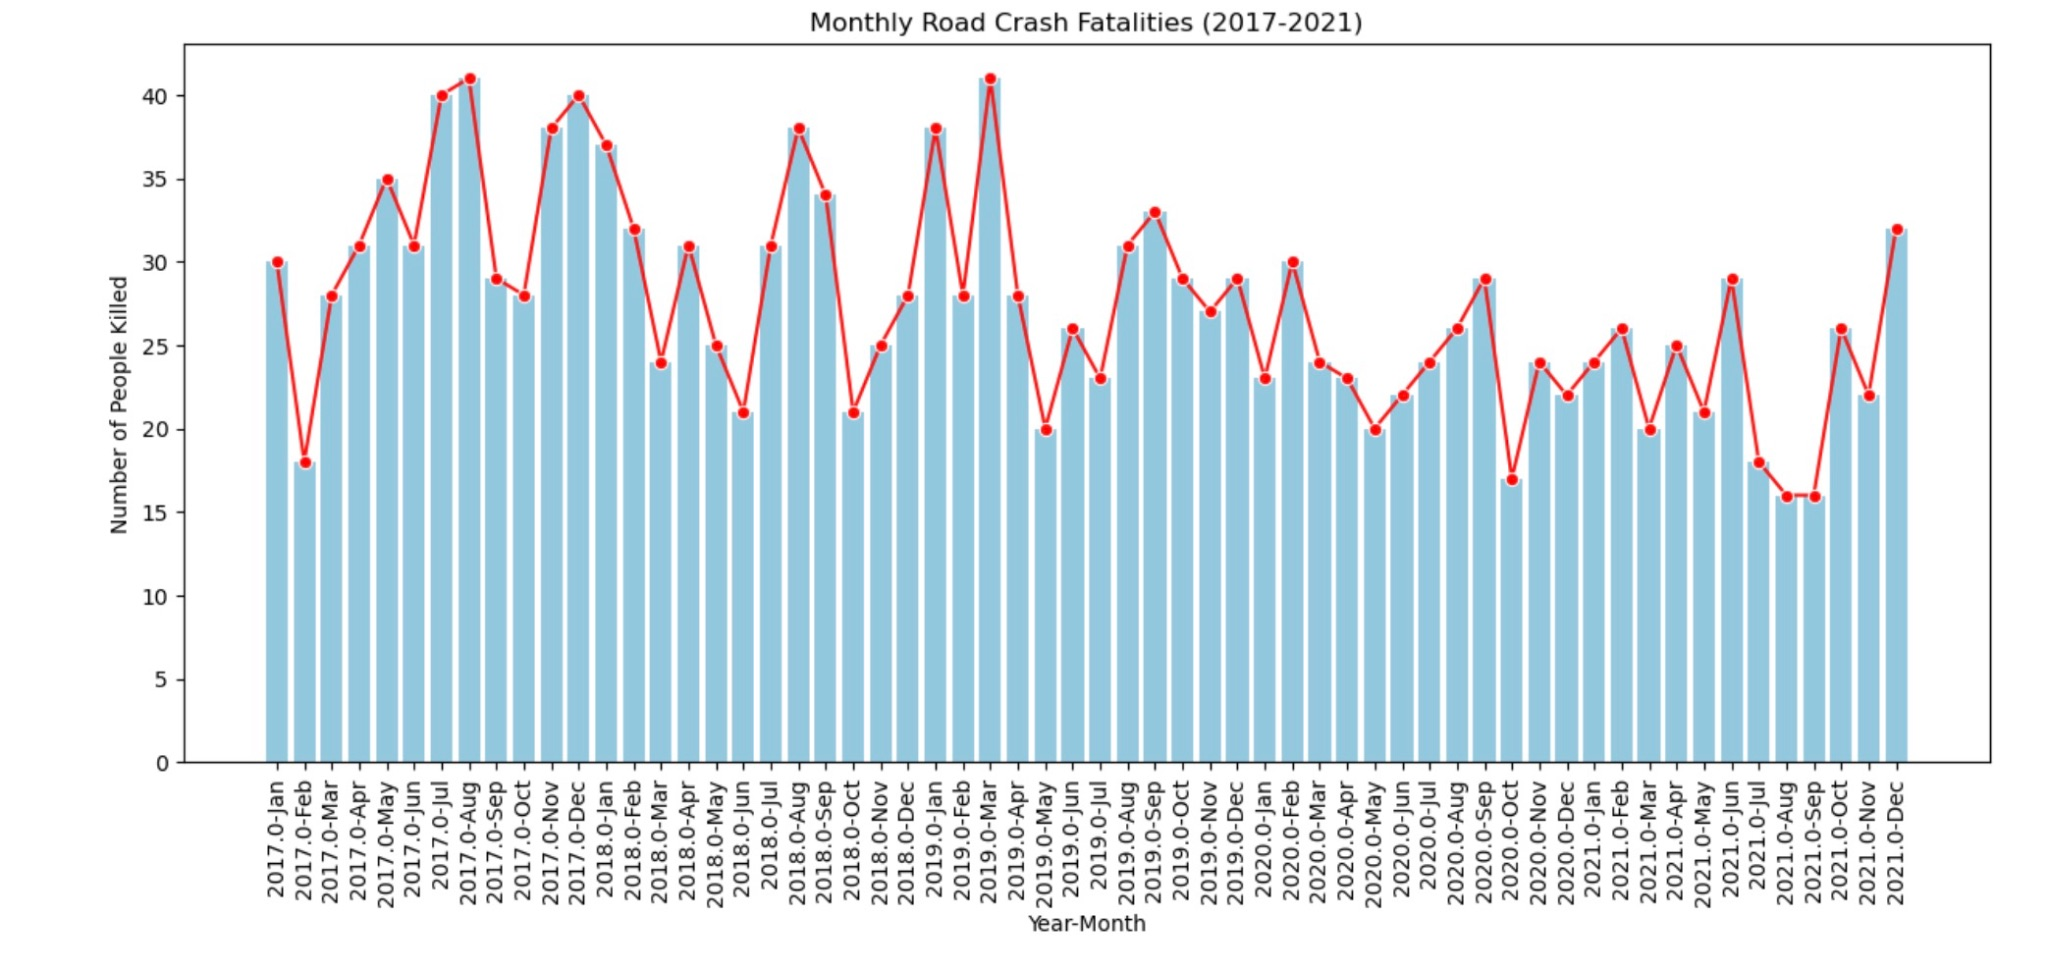 Monthly Road Crash Fatalities (2017-2021)
Number of People Killed
40
35
30
25
20
15
10
5
0
2017.0-Jan
2017.0-Feb
2017.0-Mar
2017.0-Apr
2017.0-May
2017.0-Jun
2017.0-Jul
2017.0-Aug
2017.0-Sep
2017.0-Oct
2017.0-Nov
2017.0-Dec
2018.0-Jan
2018.0-Feb
2018.0-Mar
2018.0-Apr
2018.0-May
2018.0-Jun
2018.0-Jul
2018.0-Aug
2018.0-Sep
2018.0-Oct
2018.0-Nov
2018.0-Dec
2019.0-Jan
2019.0-Feb
2019.0-Mar
2019.0-Apr
2019.0-May
2019.0-Jun
2019.0-Jul
2019.0-Aug
2019.0-Sep
2019.0-Oct
2019.0-Nov
2019.0-Dec
2020.0-Jan
2020.0-Feb
2020.0-Mar
2020.0-Apr
2020.0-May
2020.0-Jun
2020.0-Jul
2020.0-Aug
2020.0-Sep
2020.0-Oct
2020.0-Nov
2020.0-Dec
2021.0-Jan
2021.0-Feb
2021.0-Mar
2021.0-Apr
2021.0-May
2021.0-Jun
2021.0-Jul
2021.0-Aug
2021.0-Sep
2021.0-Oct
2021.0-Nov
2021.0-Dec
Year-Month